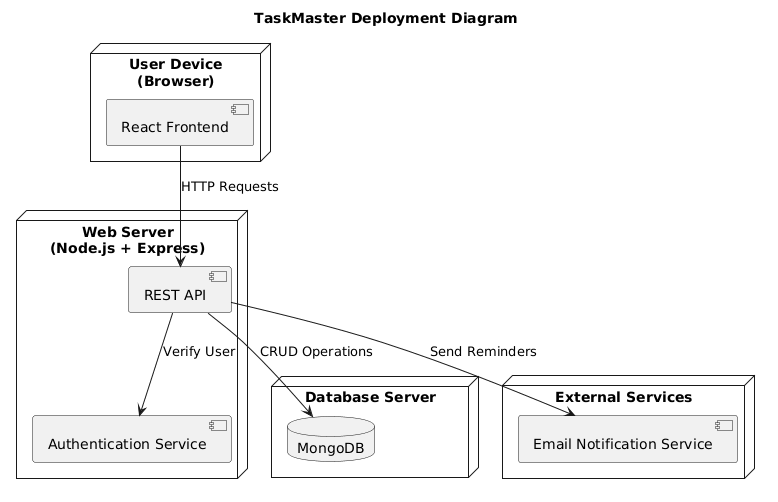 TaskMaster Deployment Diagram
User Device
(Browser)
React Frontend
HTTP Requests
Web Server
(Node.js + Express)
REST API
Verify User
CRUD Operations
Send Reminders
Database Server
External Services
Authentication Service
MongoDB
Email Notification Service